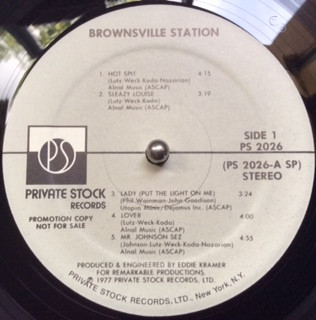 BROWNSVILLE STATION
1. HOT SPIT 4:15
(Lutz-Weck-Koda-Nazarian)
Alnal Music (ASCAP)
2. SLEAZY LOUISE 3:19
(Lutz-Weck-Koda)
Alnal Music (ASCAP)
SIDE 1
PS 2026
(PS 2026-A SP)
STEREO
PS
PRIVATE STOCK
RECORDS
PROMOTION COPY
NOT FOR SALE
3. LADY (PUT THE LIGHT ON ME) 3:24
(Phil Wainman-John Goodison)
Utopia Music/Dejamus Inc. (ASCAP)
4. LOVER 4:00
(Lutz-Weck-Koda)
Alnal Music (ASCAP)
5. MR. JOHNSON SEZ 4:55
(Johnson-Lutz-Weck-Koda-Nazarian)
Alnal Music (ASCAP)
PRODUCED & ENGINEERED BY EDDIE KRAMER
FOR REMARKABLE PRODUCTIONS.
℗ 1977 PRIVATE STOCK RECORDS, LTD.
PRIVATE STOCK RECORDS, LTD., New York, N.Y.